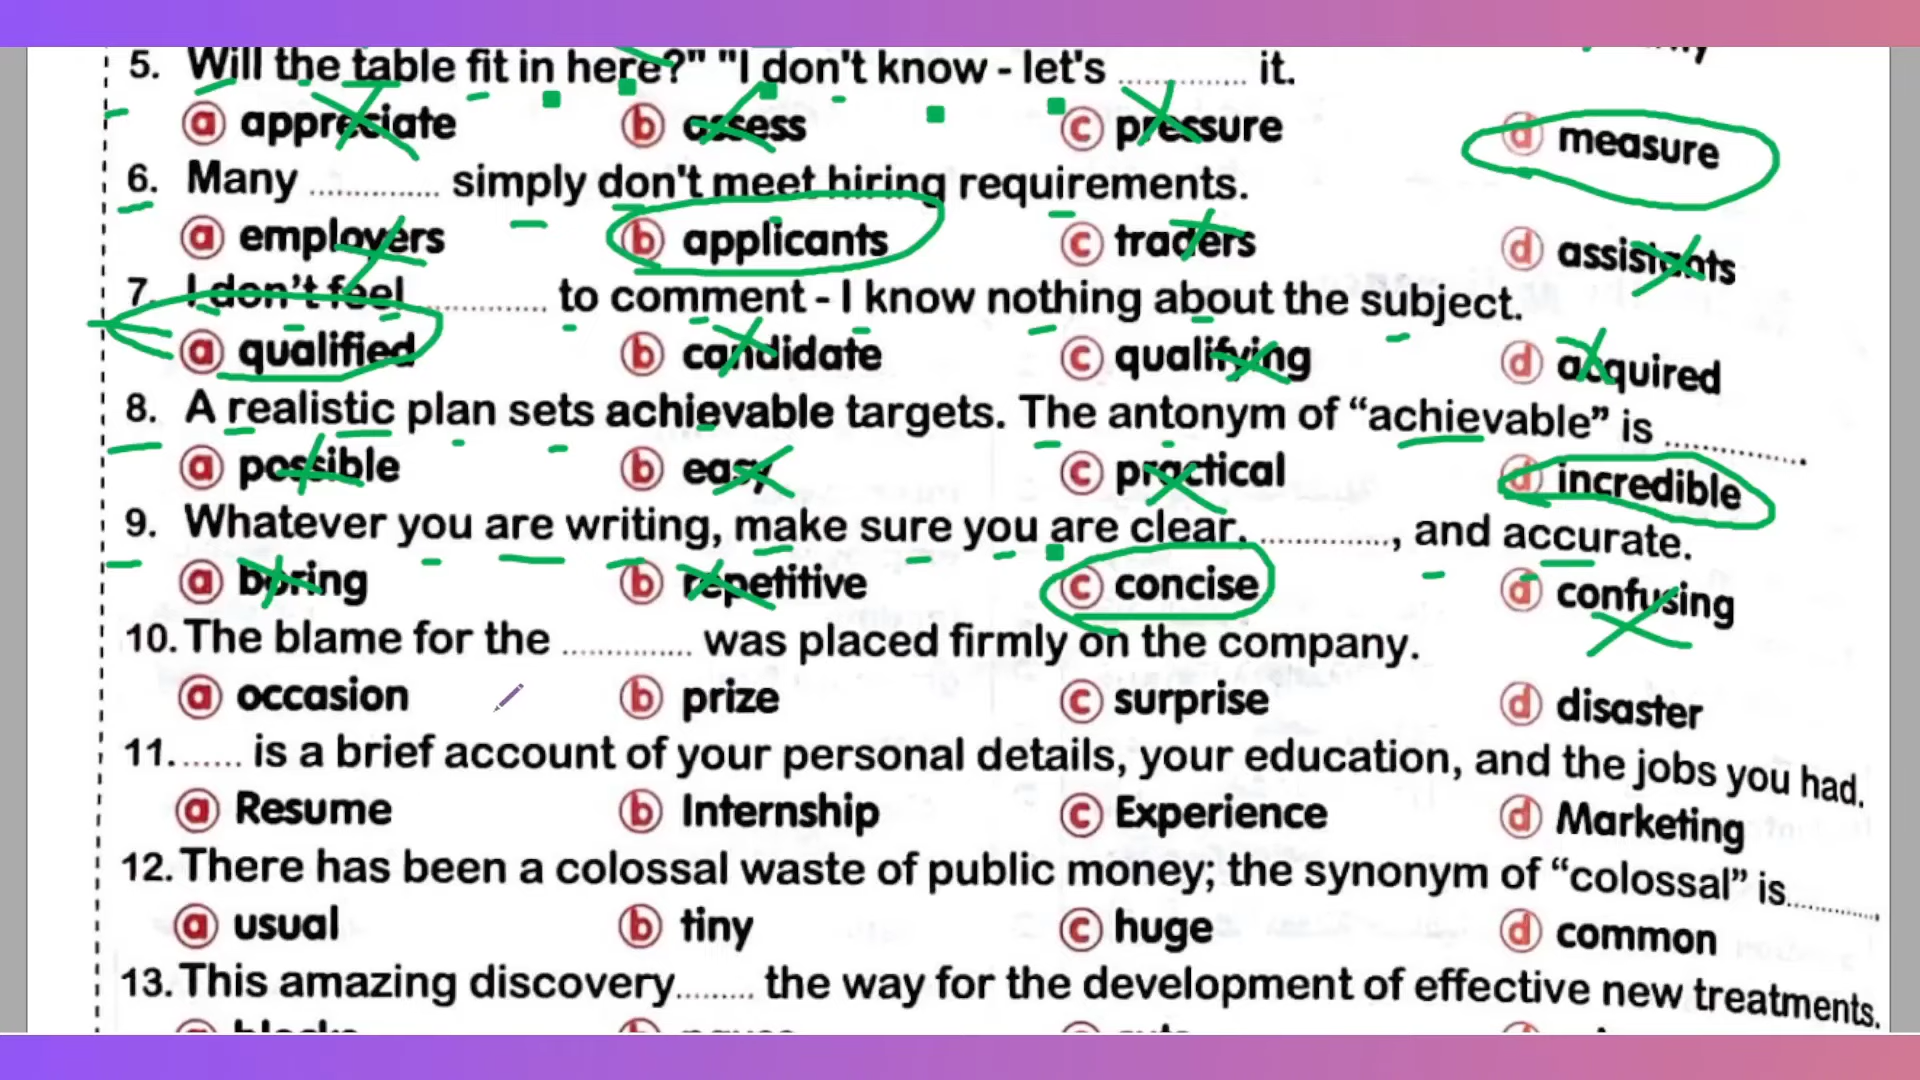 5. Will the table fit in here?" "I don't know - let's ............. it.
a appreciate b assess c pressure d measure
6. Many ............. simply don't meet hiring requirements.
a employers b applicants c traders d assistants
7. I don't feel ............. to comment - I know nothing about the subject.
a qualified b candidate c qualifying d acquired
8. A realistic plan sets achievable targets. The antonym of “achievable” is .............
a possible b easy c practical d incredible
9. Whatever you are writing, make sure you are clear, ............., and accurate.
a boring b repetitive c concise d confusing
10. The blame for the ............. was placed firmly on the company.
a occasion b prize c surprise d disaster
11. ...... is a brief account of your personal details, your education, and the jobs you had.
a Resume b Internship c Experience d Marketing
12. There has been a colossal waste of public money; the synonym of “colossal” is.............
a usual b tiny c huge d common
13. This amazing discovery........ the way for the development of effective new treatments.